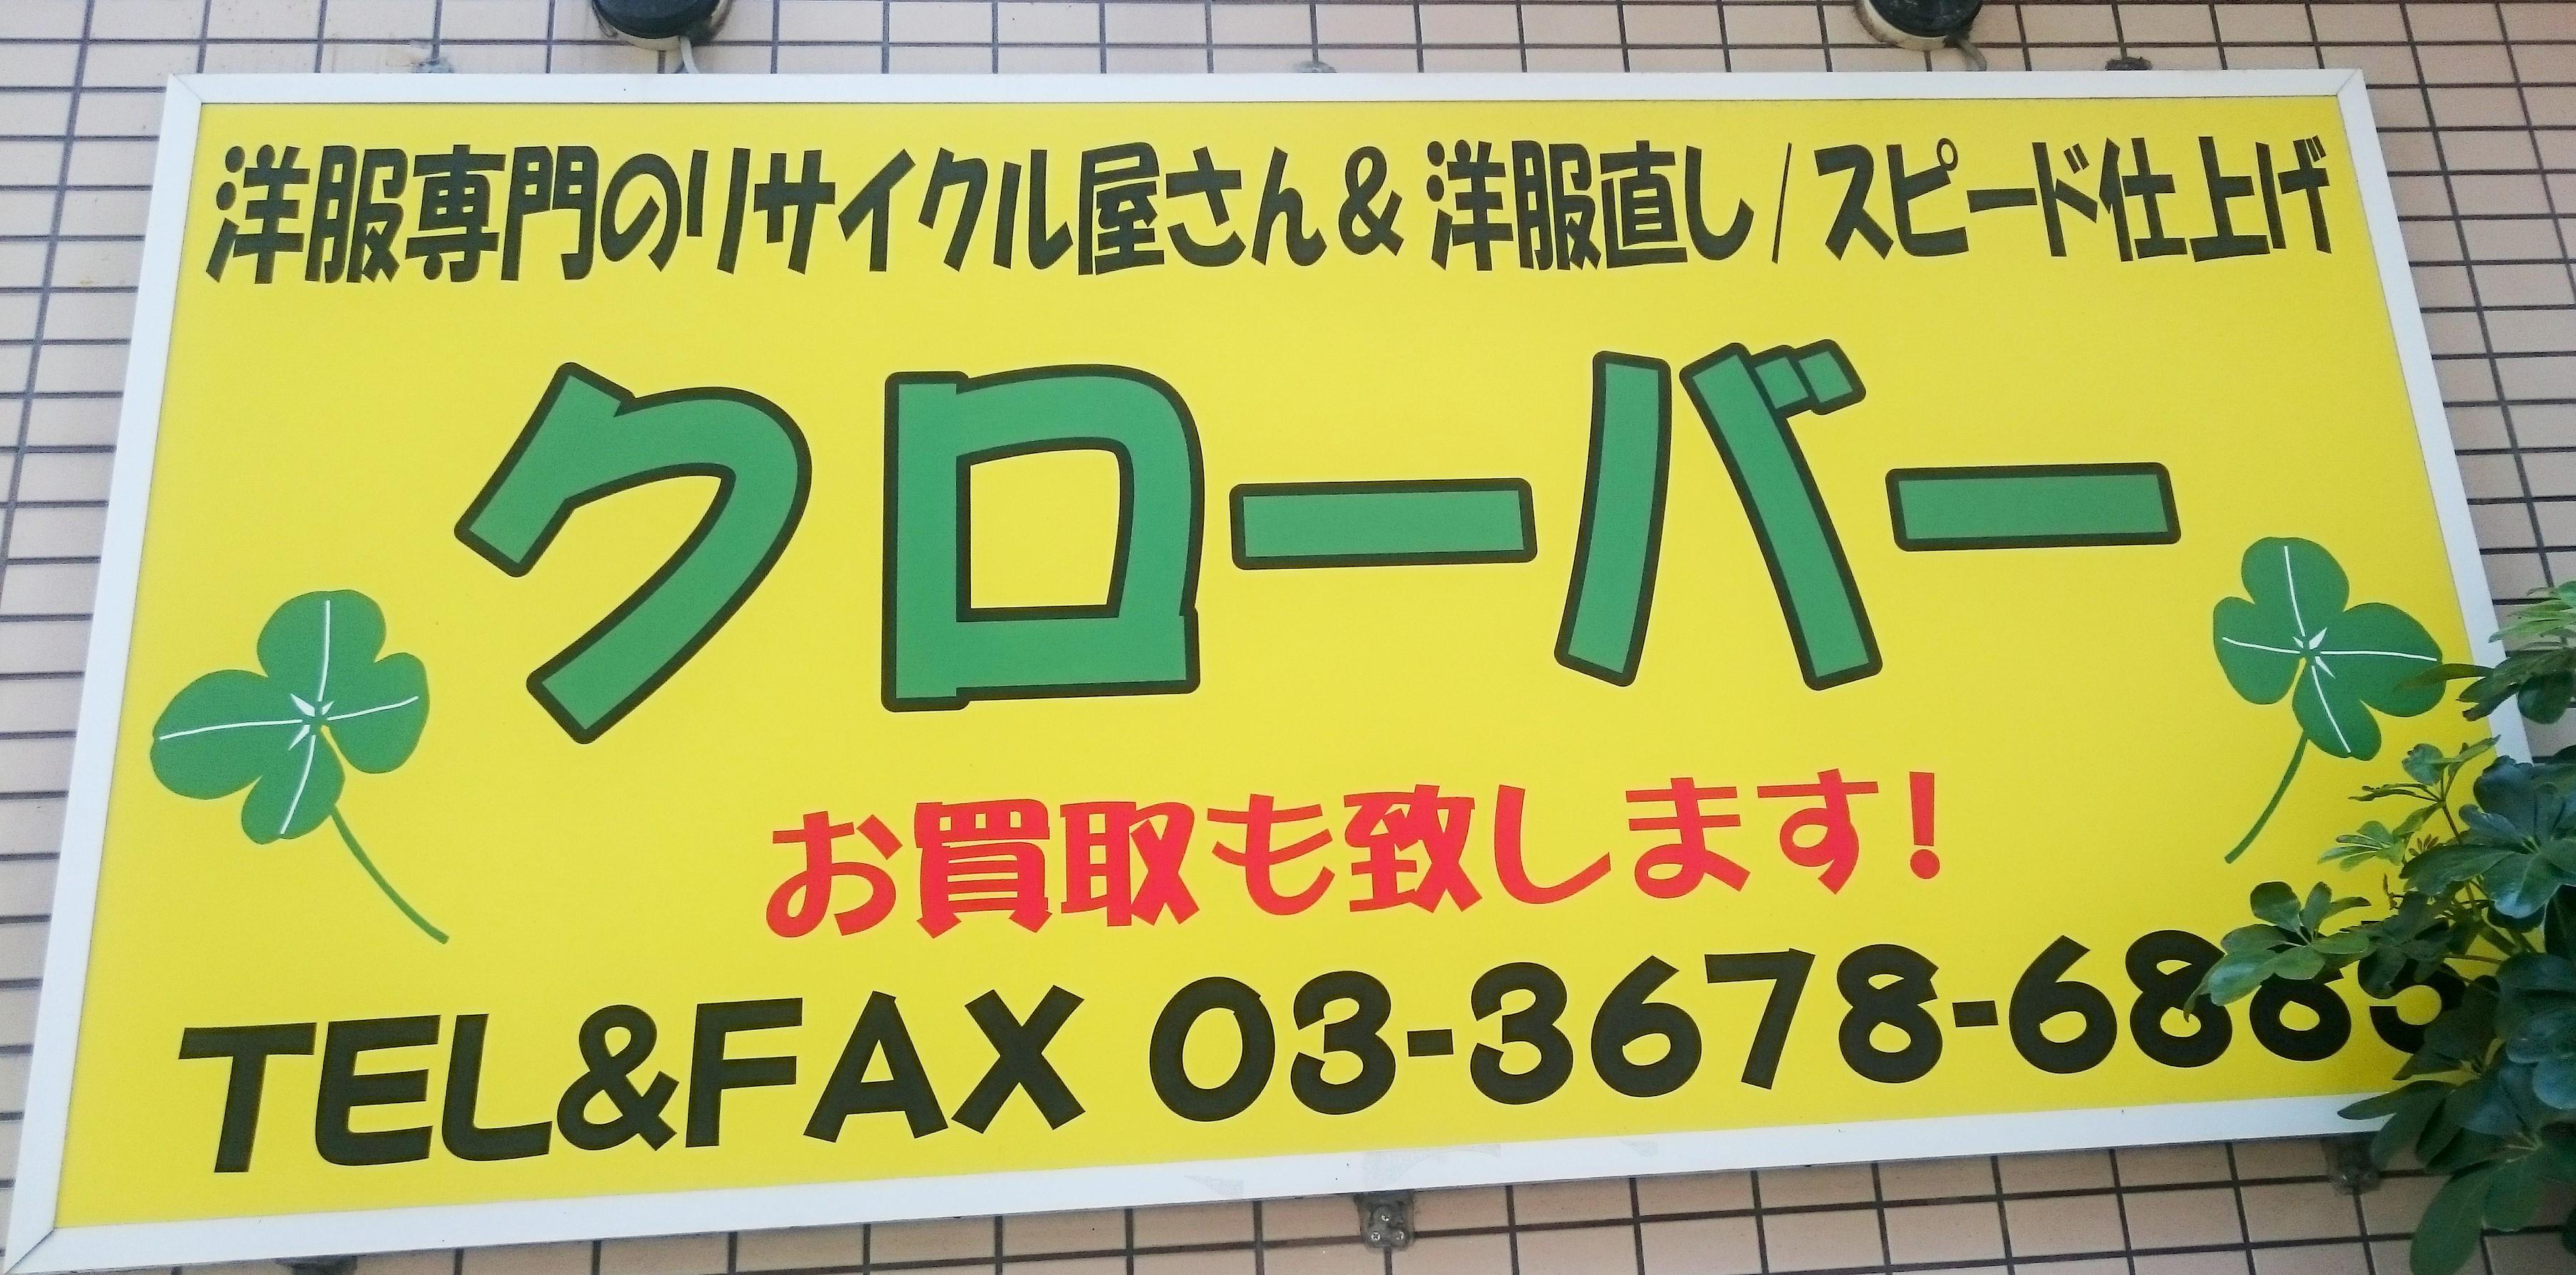 洋服専門のリサイクル屋さん&洋服直し/スピード仕上げ
クローバー
お買取も致します!
TEL&FAX 03-3678-6885